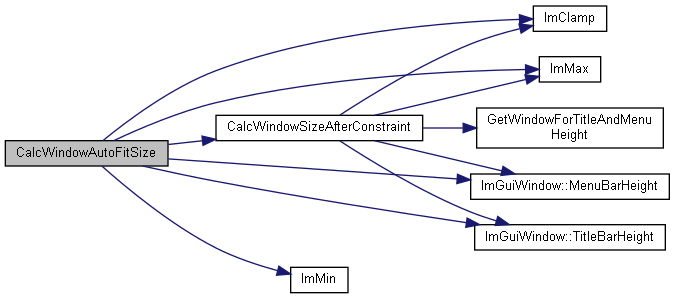 ImClamp
ImMax
GetWindowForTitleAndMenu
Height
CalcWindowSizeAfterConstraint
CalcWindowAutoFitSize
ImGuiWindow::MenuBarHeight
ImGuiWindow::TitleBarHeight
ImMin